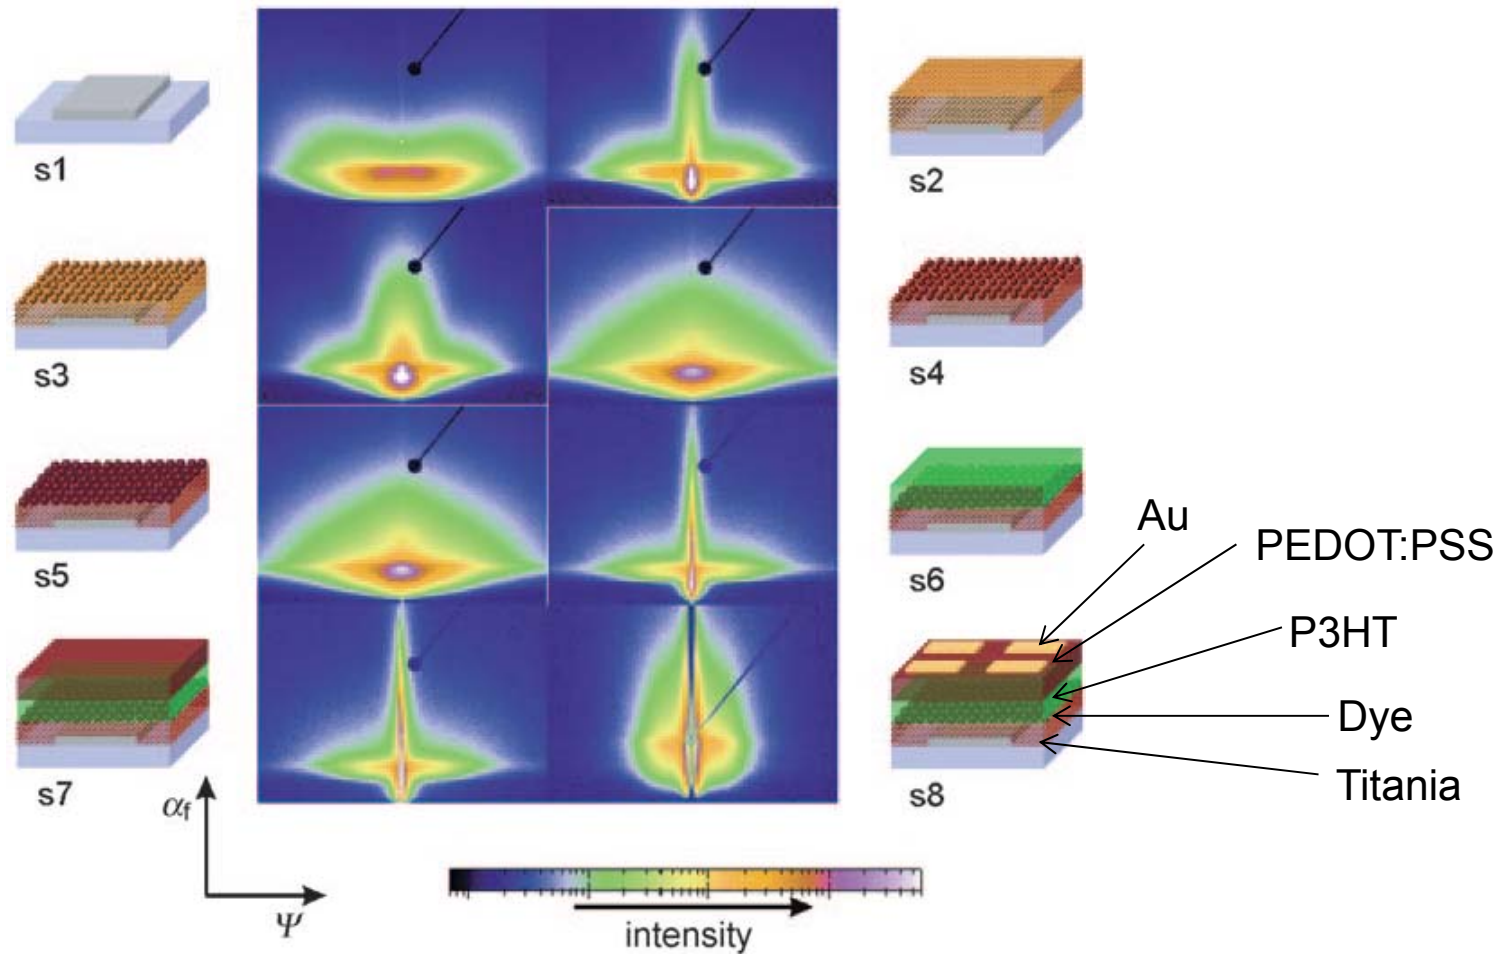 s1
s2
s3
s4
s5
s6
Au
PEDOT:PSS
P3HT
Dye
Titania
s7
s8
αf
Ψ
intensity